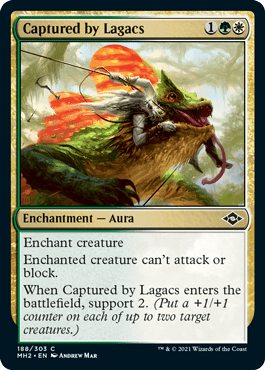 Captured by Lagacs 1
Enchantment — Aura
Enchant creature
Enchanted creature can't attack or
block.
When Captured by Lagacs enters the
battlefield, support 2. (Put a +1/+1
counter on each of up to two target
creatures.)
188/303 C
MH2 • EN Andrew Mar
™ & © 2021 Wizards of the Coast